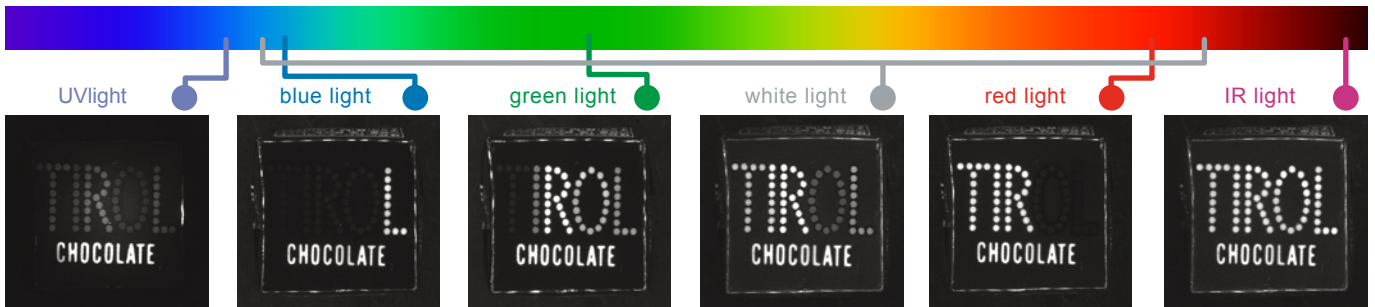 UVlight
blue light
green light
white light
red light
IR light
TIROL
CHOCOLATE
TIROL
CHOCOLATE
TIROL
CHOCOLATE
TIROL
CHOCOLATE
TIROL
CHOCOLATE
TIROL
CHOCOLATE